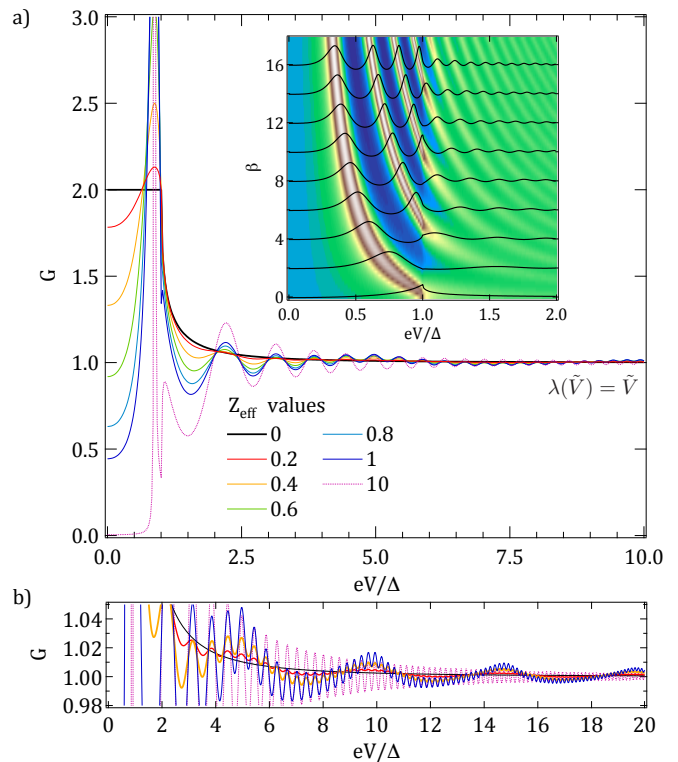 a)
3.0
2.5
2.0
1.5
1.0
0.5
0.0
G
16
12
8
4
0
β
0.0 0.5 1.0 1.5 2.0
eV/Δ
λ(Ṽ) = Ṽ
Z_eff values
0 0.8
0.2 1
0.4 10
0.6
0.0 2.5 5.0 7.5 10.0
eV/Δ
b)
1.04
1.02
1.00
0.98
G
0 2 4 6 8 10 12 14 16 18 20
eV/Δ